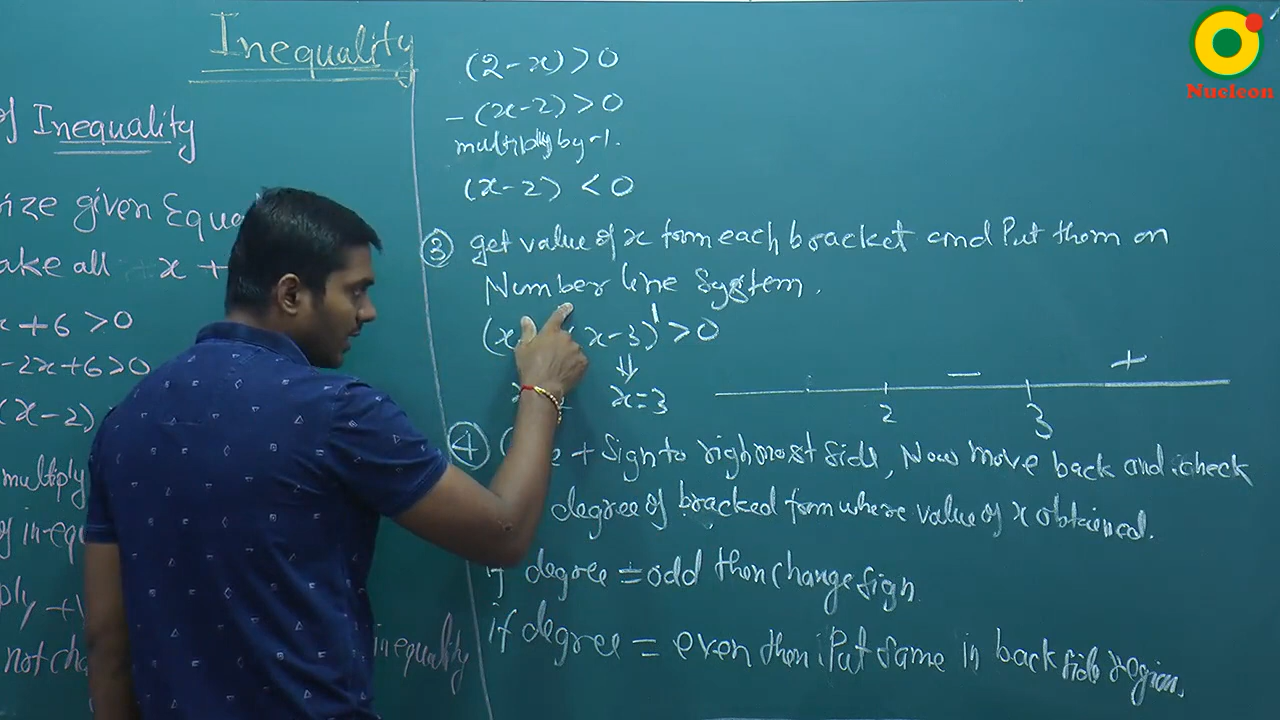 Inequality
of Inequality
ize given Equa
ake all x +
x + 6 > 0
-2x+6>0
(x-2)
multiply
of in-equ
ply +v
not cha inequality
(2-x) > 0
-(x-2) > 0
multiply by -1.
(x-2) < 0
③ get value of x form each bracket and Put them on
Number line System.
(x x-3)¹ > 0
⇓
x=3
- +
2 3
④ + Sign to righmost side, Now move back and check
degree of bracked form where value of x obtained.
if degree = odd then change sign
if degree = even then Put same in back side region.
Nucleon